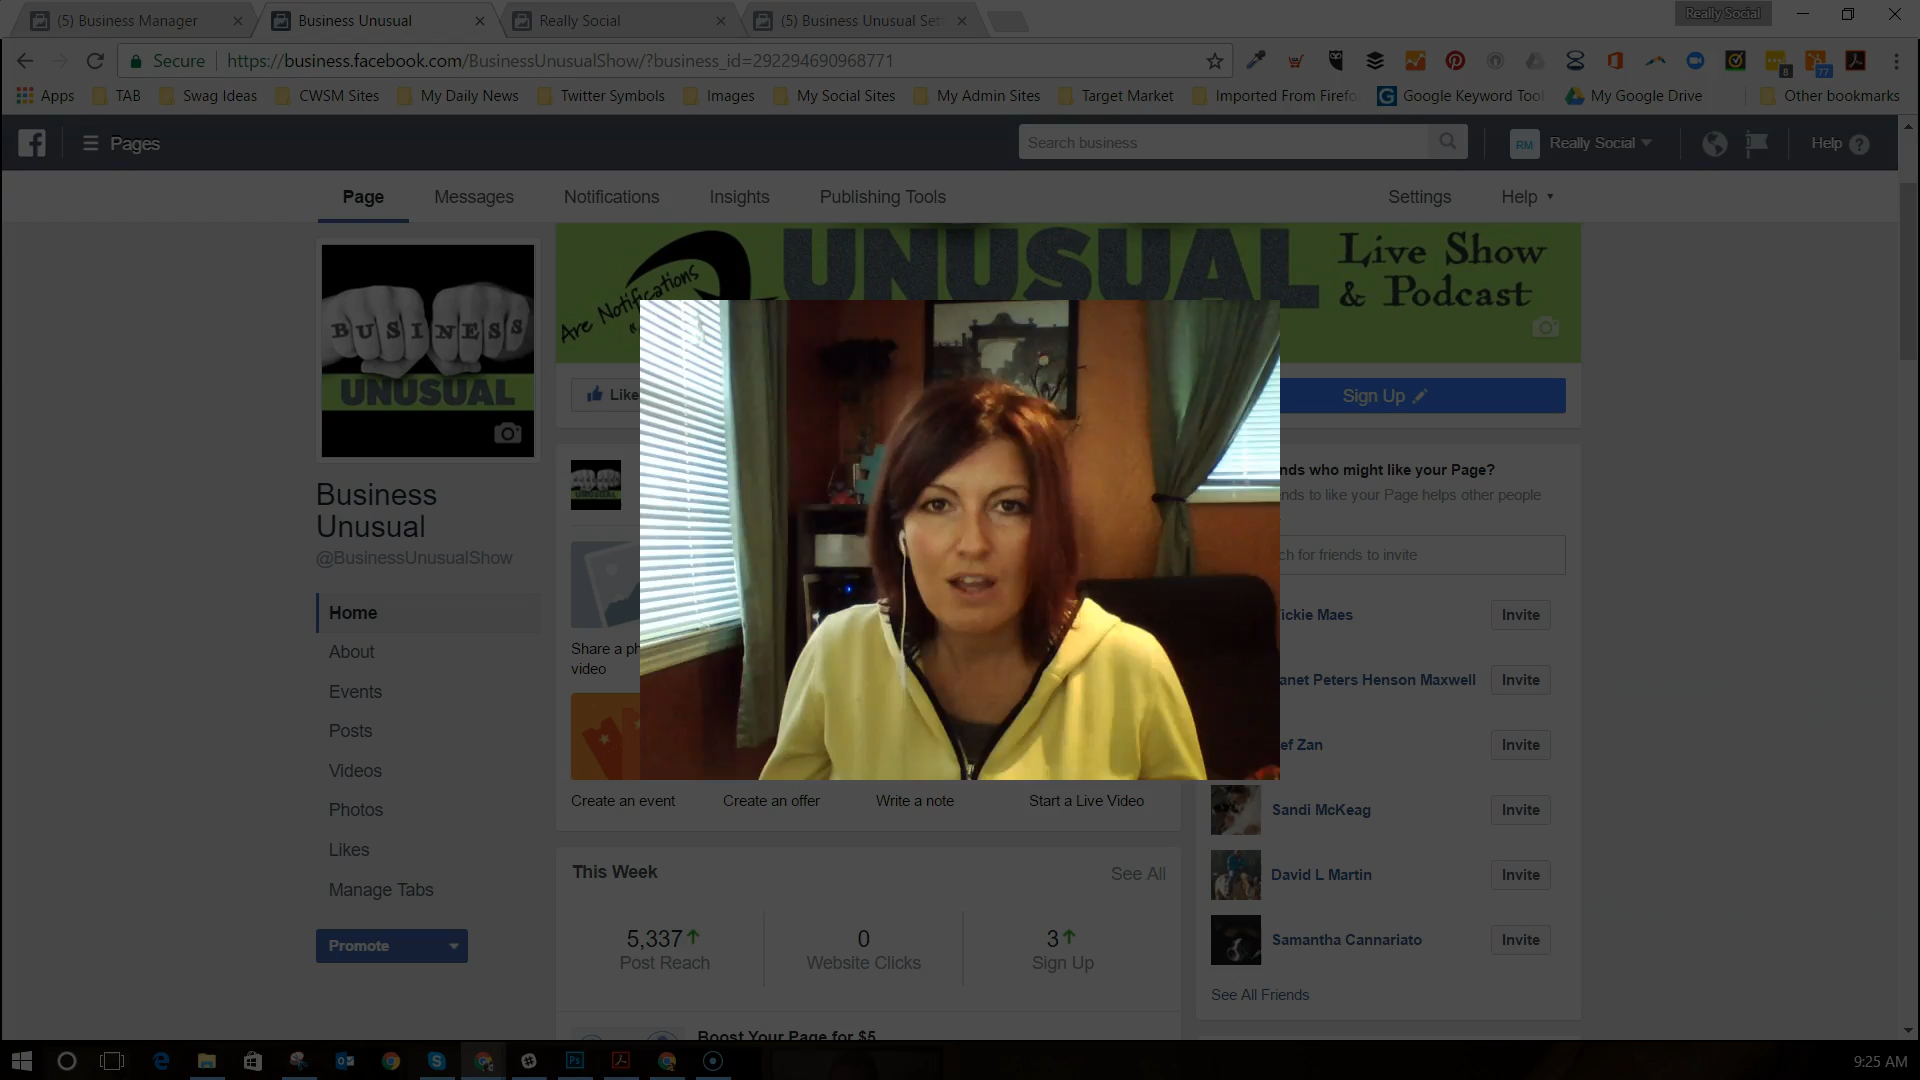 (5) Business Manager
Business Unusual
Really Social
(5) Business Unusual Sett
Really Social
Secure
https://business.facebook.com/BusinessUnusualShow/?business_id=292294690968771
8
77
Apps
TAB
Swag Ideas
CWSM Sites
My Daily News
Twitter Symbols
Images
My Social Sites
My Admin Sites
Target Market
Imported From Firefo
Google Keyword Tool
My Google Drive
Other bookmarks
Pages
Search business
RM
Really Social
Help
Page
Messages
Notifications
Insights
Publishing Tools
Settings
Help
BUSINESS
UNUSUAL
Are Notifications
UNUSUAL
Live Show
& Podcast
Like
Sign Up
Business
Unusual
@BusinessUnusualShow
Home
About
Events
Posts
Videos
Photos
Likes
Manage Tabs
Promote
Share a ph
video
Create an event
Create an offer
Write a note
Start a Live Video
This Week
See All
5,337
Post Reach
0
Website Clicks
3
Sign Up
Boost Your Page for $5
nds who might like your Page?
ends to like your Page helps other people
ch for friends to invite
ickie Maes
Invite
anet Peters Henson Maxwell
Invite
ef Zan
Invite
Sandi McKeag
Invite
David L Martin
Invite
Samantha Cannariato
Invite
See All Friends
9:25 AM